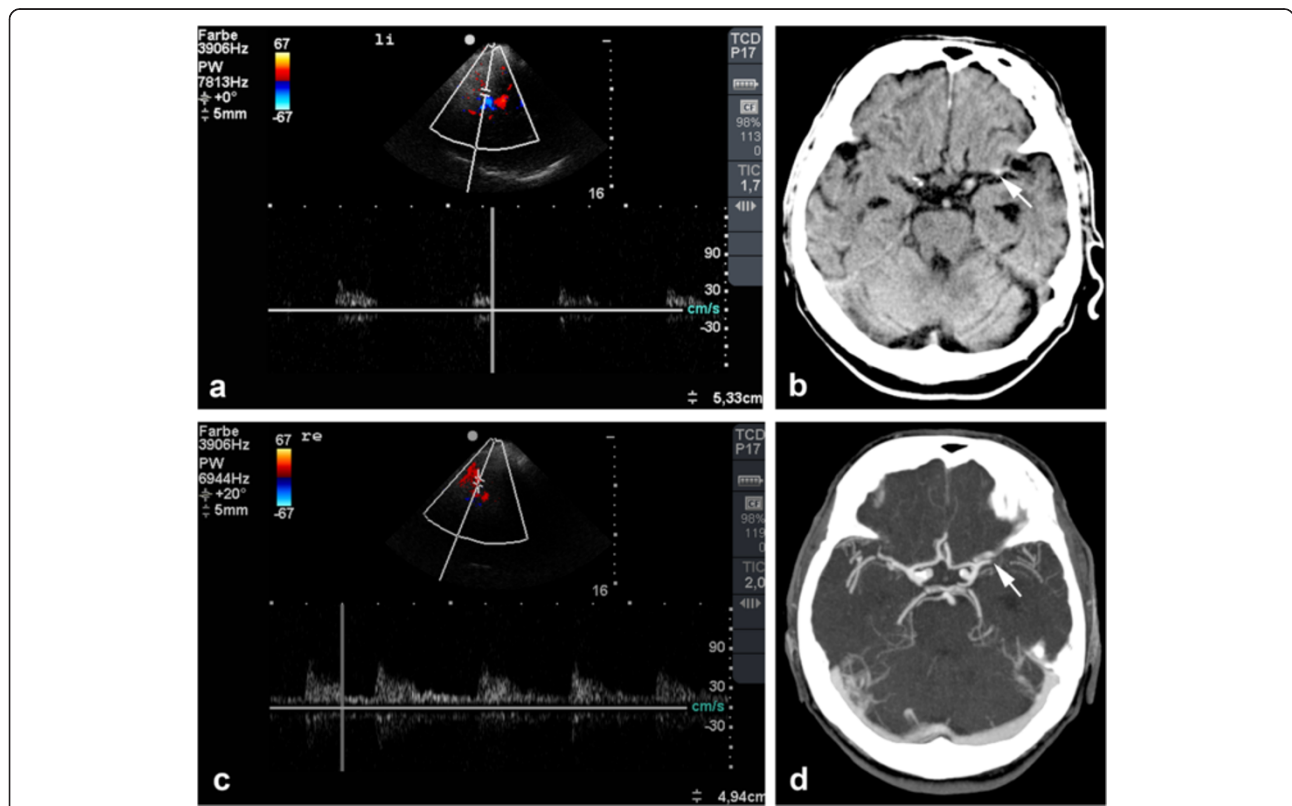 Farbe
3906Hz
67
li
TCD
P17
PW
7813Hz
+0°
5mm
-67
CF
98%
113
0
TIC
1,7
16
90
30
cm/s
-30
5,33cm
a
b
Farbe
3906Hz
67
re
TCD
P17
PW
6944Hz
+20°
5mm
-67
CF
98%
119
0
TIC
2,0
16
90
30
cm/s
-30
4,94cm
c
d